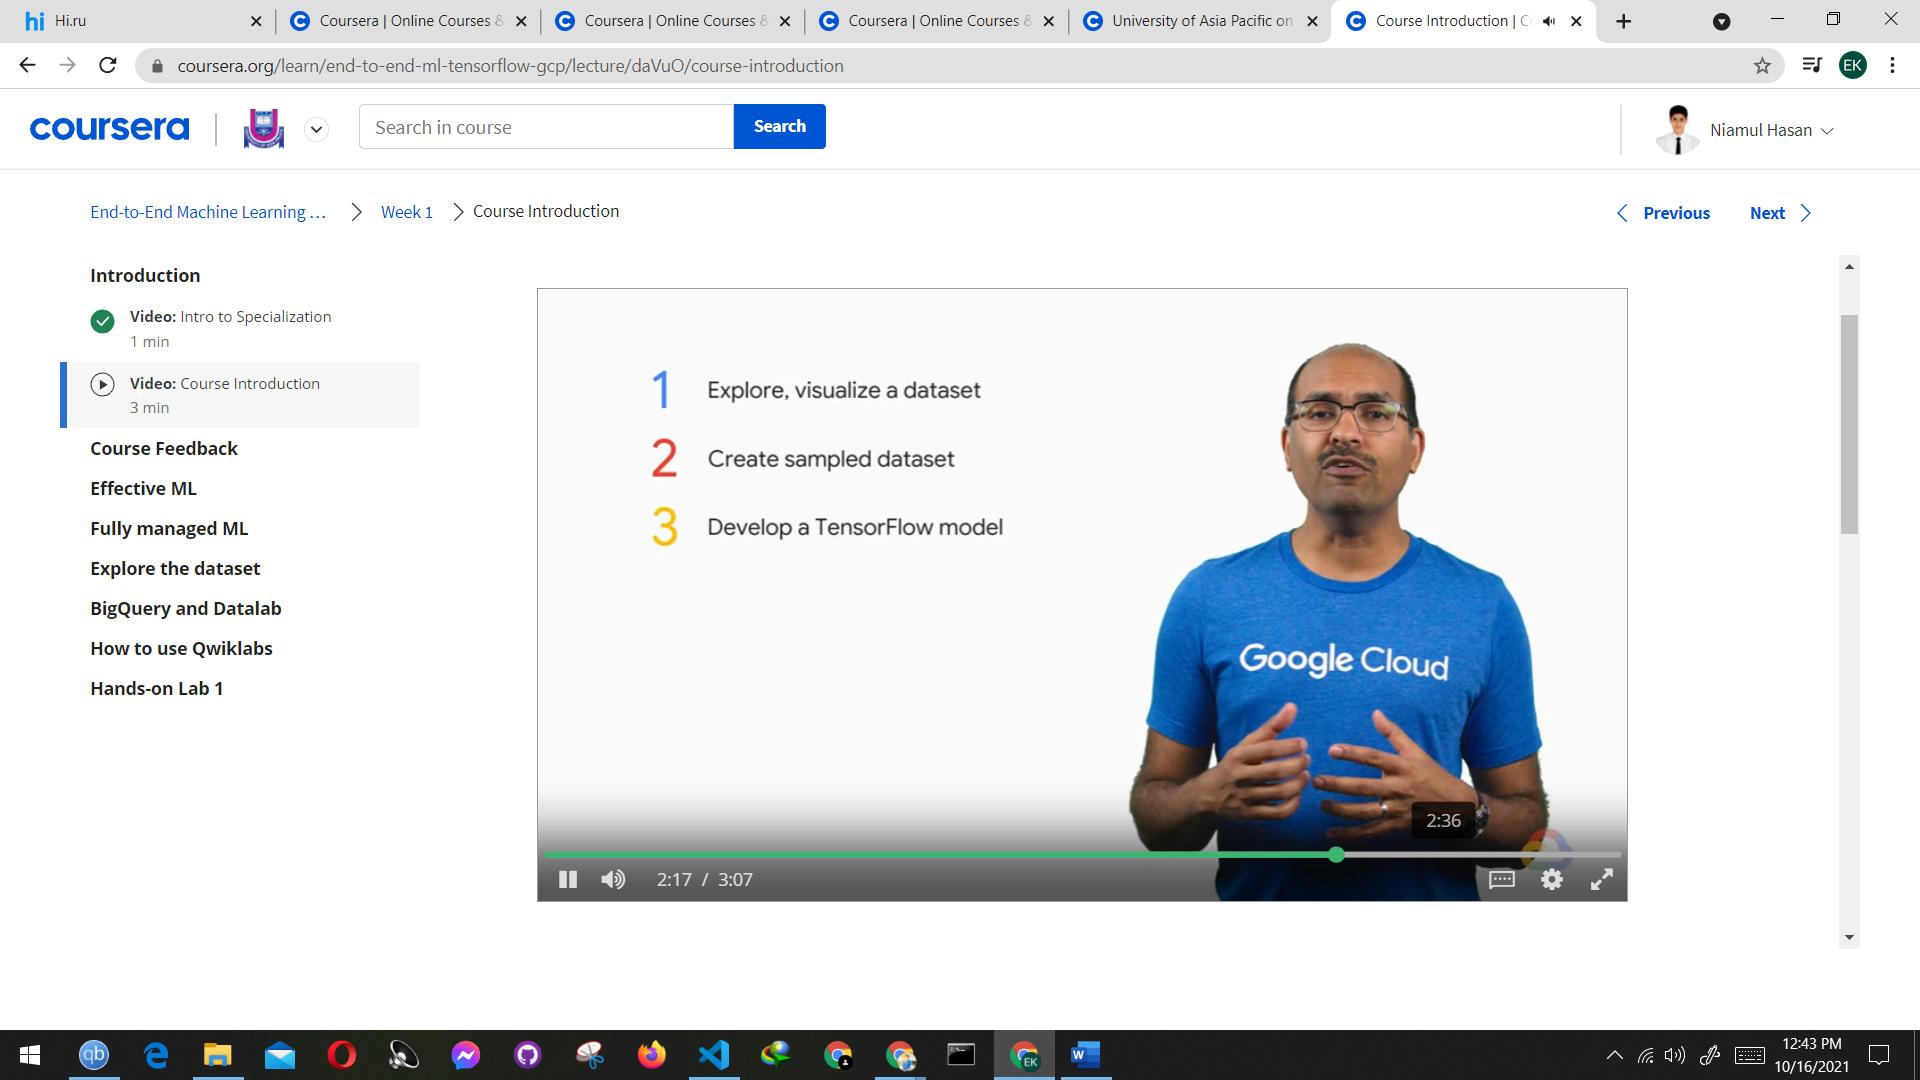 hi Hi.ru
Coursera | Online Courses &
Coursera | Online Courses &
Coursera | Online Courses &
University of Asia Pacific on
Course Introduction | C
coursera.org/learn/end-to-end-ml-tensorflow-gcp/lecture/daVuO/course-introduction
EK
coursera
Search in course
Search
Niamul Hasan
End-to-End Machine Learning …
Week 1
Course Introduction
Previous
Next
Introduction
Video: Intro to Specialization
1 min
Video: Course Introduction
3 min
Course Feedback
Effective ML
Fully managed ML
Explore the dataset
BigQuery and Datalab
How to use Qwiklabs
Hands-on Lab 1
1 Explore, visualize a dataset
2 Create sampled dataset
3 Develop a TensorFlow model
Google Cloud
2:36
2:17 / 3:07
qb
EK
W
12:43 PM
10/16/2021